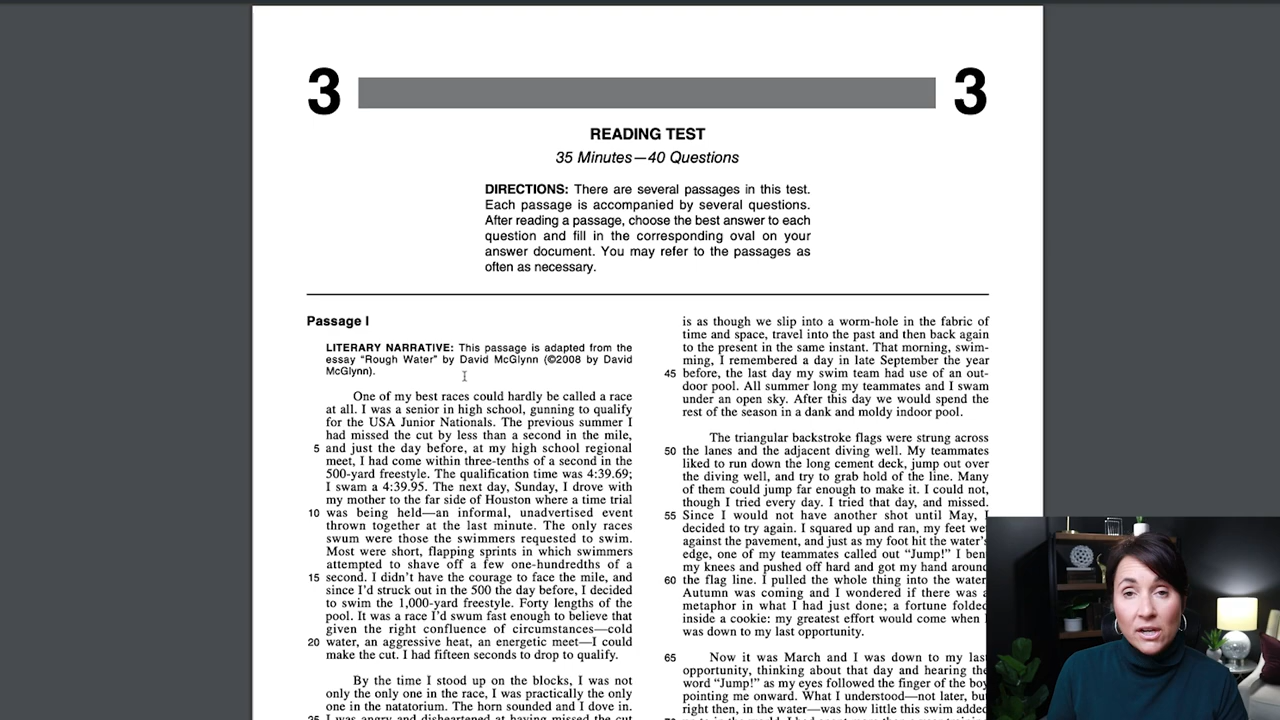 3
3
READING TEST
35 Minutes—40 Questions
DIRECTIONS: There are several passages in this test.
Each passage is accompanied by several questions.
After reading a passage, choose the best answer to each
question and fill in the corresponding oval on your
answer document. You may refer to the passages as
often as necessary.
Passage I
LITERARY NARRATIVE: This passage is adapted from the
essay “Rough Water” by David McGlynn (©2008 by David
McGlynn).
One of my best races could hardly be called a race
at all. I was a senior in high school, gunning to qualify
for the USA Junior Nationals. The previous summer I
had missed the cut by less than a second in the mile,
5 and just the day before, at my high school regional
meet, I had come within three-tenths of a second in the
500-yard freestyle. The qualification time was 4:39.69;
I swam a 4:39.95. The next day, Sunday, I drove with
my mother to the far side of Houston where a time trial
10 was being held—an informal, unadvertised event
thrown together at the last minute. The only races
swum were those the swimmers requested to swim.
Most were short, flapping sprints in which swimmers
attempted to shave off a few one-hundredths of a
15 second. I didn’t have the courage to face the mile, and
since I’d struck out in the 500 the day before, I decided
to swim the 1,000-yard freestyle. Forty lengths of the
pool. It was a race I’d swum fast enough to believe that
given the right confluence of circumstances—cold
20 water, an aggressive heat, an energetic meet—I could
make the cut. I had fifteen seconds to drop to qualify.
By the time I stood up on the blocks, I was not
only the only one in the race, I was practically the only
one in the natatorium. The horn sounded and I dove in.
25 I was angry and disheartened at having missed the cut
is as though we slip into a worm-hole in the fabric of
time and space, travel into the past and then back again
to the present in the same instant. That morning, swim-
ming, I remembered a day in late September the year
45 before, the last day my swim team had use of an out-
door pool. All summer long my teammates and I swam
under an open sky. After this day we would spend the
rest of the season in a dank and moldy indoor pool.
The triangular backstroke flags were strung across
50 the lanes and the adjacent diving well. My teammates
liked to run down the long cement deck, jump out over
the diving well, and try to grab hold of the line. Many
of them could jump far enough to make it. I could not,
though I tried every day. I tried that day, and missed.
55 Since I would not have another shot until May, I
decided to try again. I squared up and ran, my feet we
against the pavement, and just as my foot hit the water’s
edge, one of my teammates called out “Jump!” I ben
my knees and pushed off hard and got my hand around
60 the flag line. I pulled the whole thing into the water
Autumn was coming and I wondered if there was a
metaphor in what I had just done; a fortune folded
inside a cookie: my greatest effort would come when
was down to my last opportunity.
65 Now it was March and I was down to my last
opportunity, thinking about that day and hearing the
word “Jump!” as my eyes followed the finger of the boy
pointing me onward. What I understood—not later, but
right then, in the water—was how little this swim added